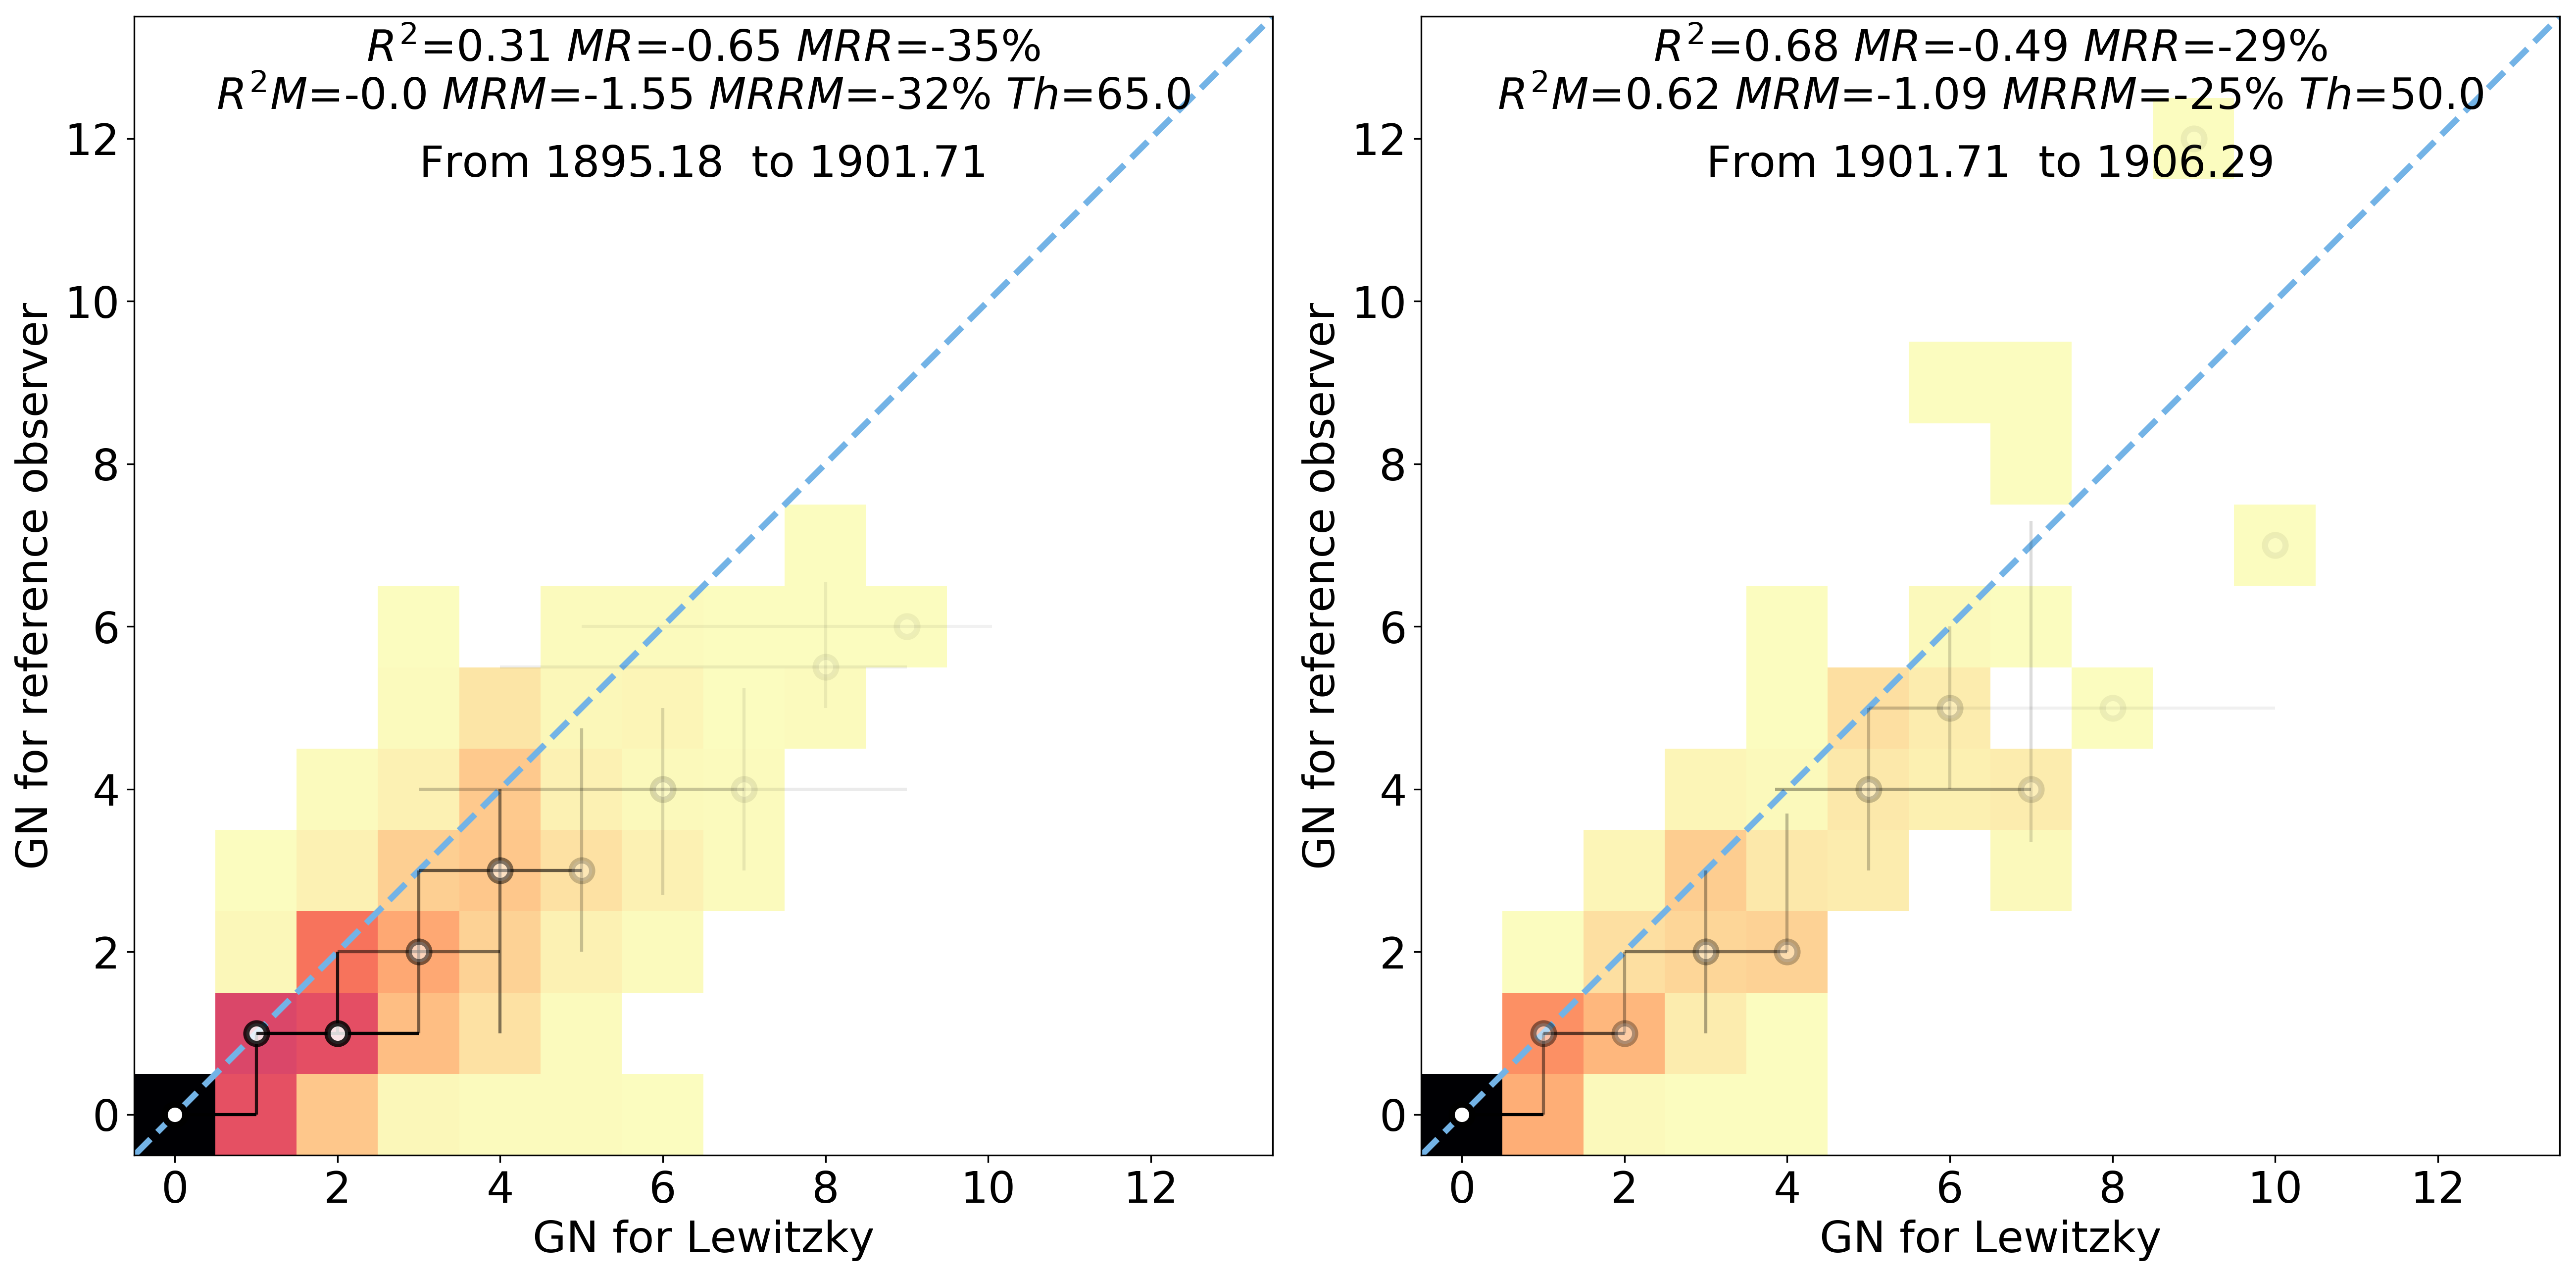 R²=0.31 MR=-0.65 MRR=-35%
R²M=-0.0 MRM=-1.55 MRRM=-32% Th=65.0
From 1895.18 to 1901.71
GN for reference observer
12
10
8
6
4
2
0
0 2 4 6 8 10 12
GN for Lewitzky
R²=0.68 MR=-0.49 MRR=-29%
R²M=0.62 MRM=-1.09 MRRM=-25% Th=50.0
From 1901.71 to 1906.29
GN for reference observer
12
10
8
6
4
2
0
0 2 4 6 8 10 12
GN for Lewitzky